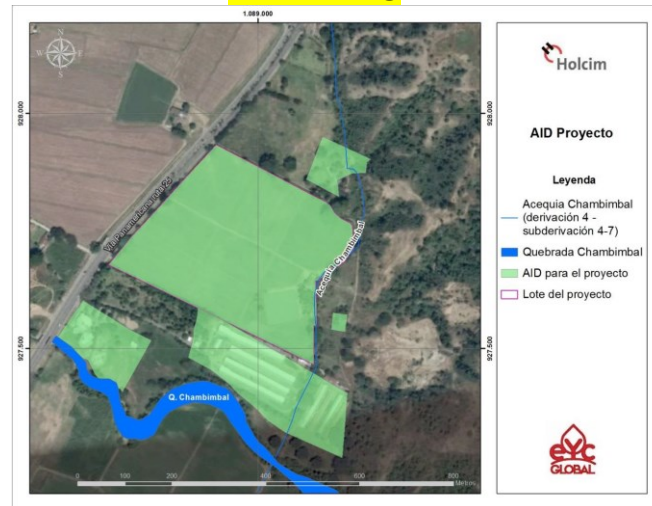 1.089.000
N
W
E
S
928.000
928.000
Acequia Chambimbal
927.500
927.500
Q. Chambimbal
0
100
200
400
600
800
Metros
Holcim
AID Proyecto
Leyenda
Acequia Chambimbal
(derivación 4 -
subderivación 4-7)
Quebrada Chambimbal
AID para el proyecto
Lote del proyecto
eyc
GLOBAL